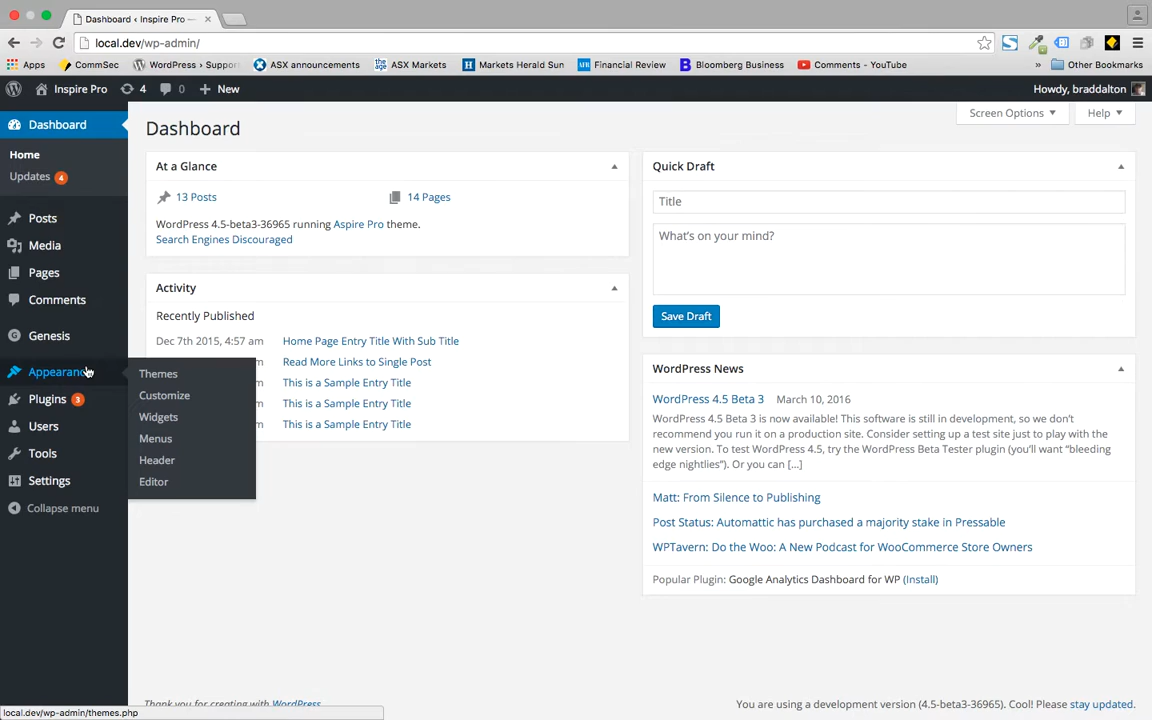 Dashboard ‹ Inspire Pro —
local.dev/wp-admin/
Apps CommSec WordPress › Suppor ASX announcements ASX Markets Markets Herald Sun Financial Review Bloomberg Business Comments - YouTube » Other Bookmarks
Inspire Pro 4 0 New Howdy, braddalton
Screen Options Help
Dashboard
Home
Updates 4
Posts
Media
Pages
Comments
Genesis
Appearance
Plugins 3
Users
Tools
Settings
Collapse menu
Themes
Customize
Widgets
Menus
Header
Editor
Dashboard
At a Glance
13 Posts 14 Pages
WordPress 4.5-beta3-36965 running Aspire Pro theme.
Search Engines Discouraged
Activity
Recently Published
Dec 7th 2015, 4:57 am Home Page Entry Title With Sub Title
am Read More Links to Single Post
am This is a Sample Entry Title
am This is a Sample Entry Title
am This is a Sample Entry Title
Quick Draft
Title
What's on your mind?
Save Draft
WordPress News
WordPress 4.5 Beta 3 March 10, 2016
WordPress 4.5 Beta 3 is now available! This software is still in development, so we don't
recommend you run it on a production site. Consider setting up a test site just to play with the
new version. To test WordPress 4.5, try the WordPress Beta Tester plugin (you'll want "bleeding
edge nightlies"). Or you can […]
Matt: From Silence to Publishing
Post Status: Automattic has purchased a majority stake in Pressable
WPTavern: Do the Woo: A New Podcast for WooCommerce Store Owners
Popular Plugin: Google Analytics Dashboard for WP (Install)
Thank you for creating with WordPress.
You are using a development version (4.5-beta3-36965). Cool! Please stay updated.
local.dev/wp-admin/themes.php